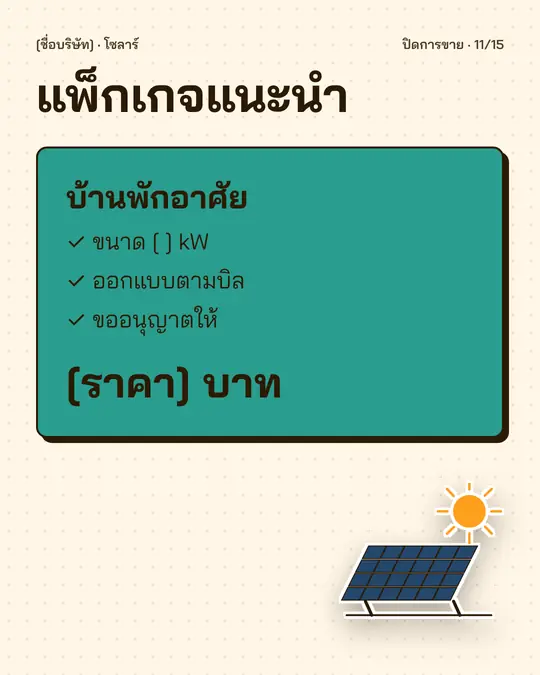 [ชื่อบริษัท] · โซลาร์
ปิดการขาย · 11/15
แพ็กเกจแนะนำ
บ้านพักอาศัย
✓ ขนาด [ ] kW
✓ ออกแบบตามบิล
✓ ขออนุญาตให้
[ราคา] บาท